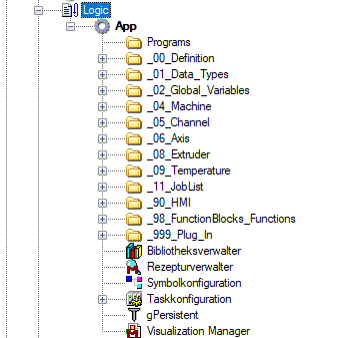 Logic
App
Programs
_00_Definition
_01_Data_Types
_02_Global_Variables
_04_Machine
_05_Channel
_06_Axis
_08_Extruder
_09_Temperature
_11_JobList
_90_HMI
_98_FunctionBlocks_Functions
_999_Plug_In
Bibliotheksverwalter
Rezepturverwalter
Symbolkonfiguration
Taskkonfiguration
gPersistent
Visualization Manager